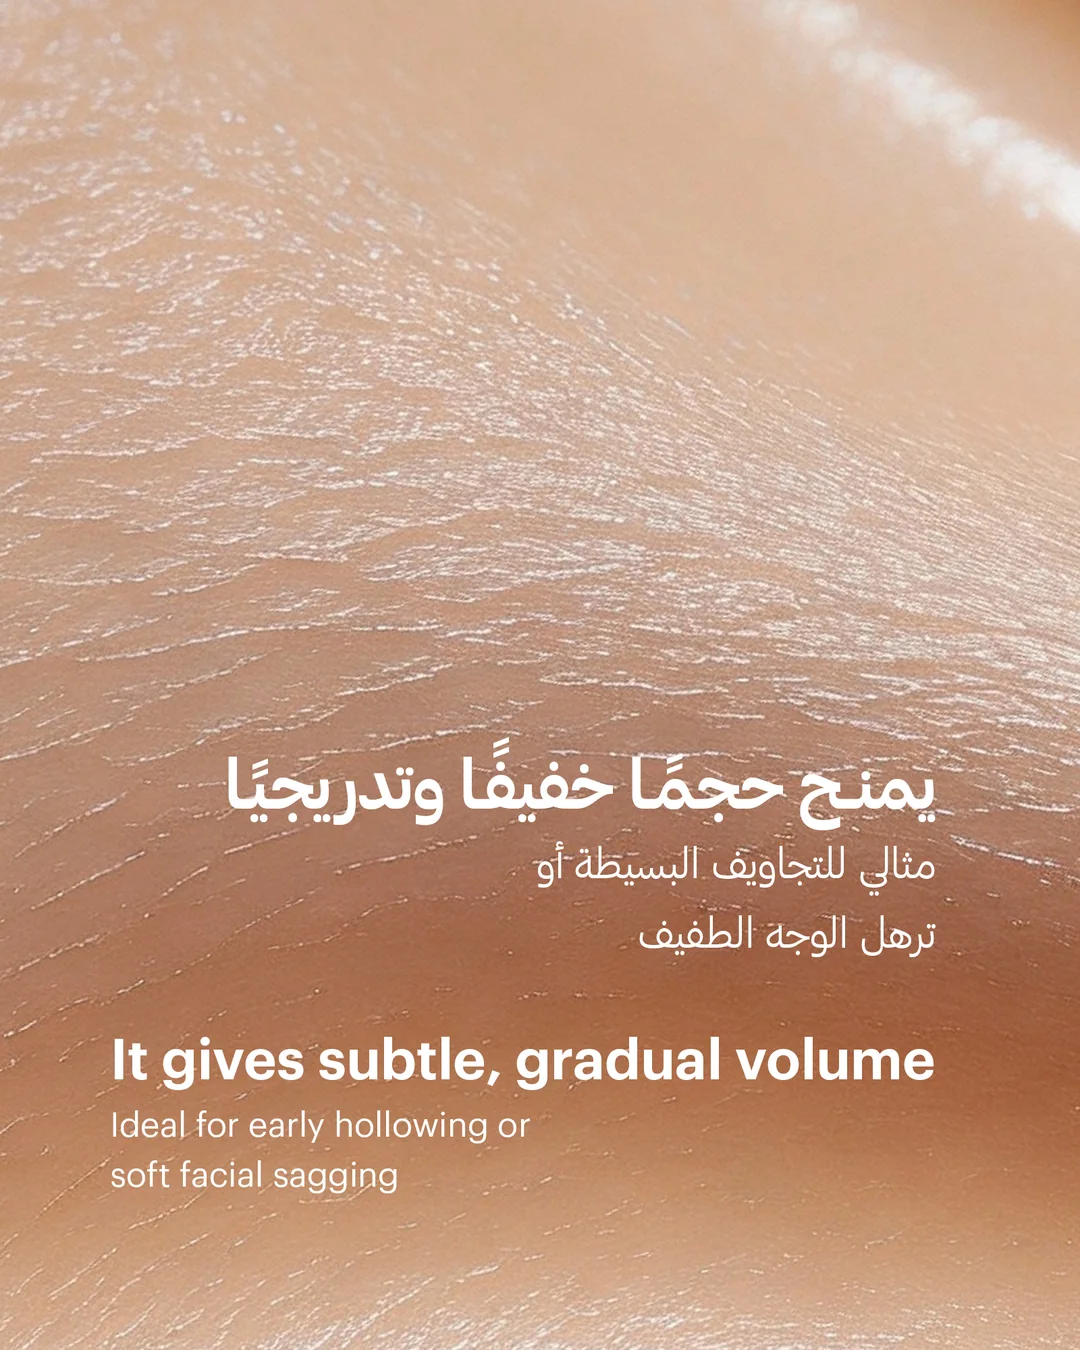 يمنح حجمًا خفيفًا وتدريجيًا
مثالي للتجاويف البسيطة أو
ترهل الوجه الطفيف
It gives subtle, gradual volume
Ideal for early hollowing or
soft facial sagging